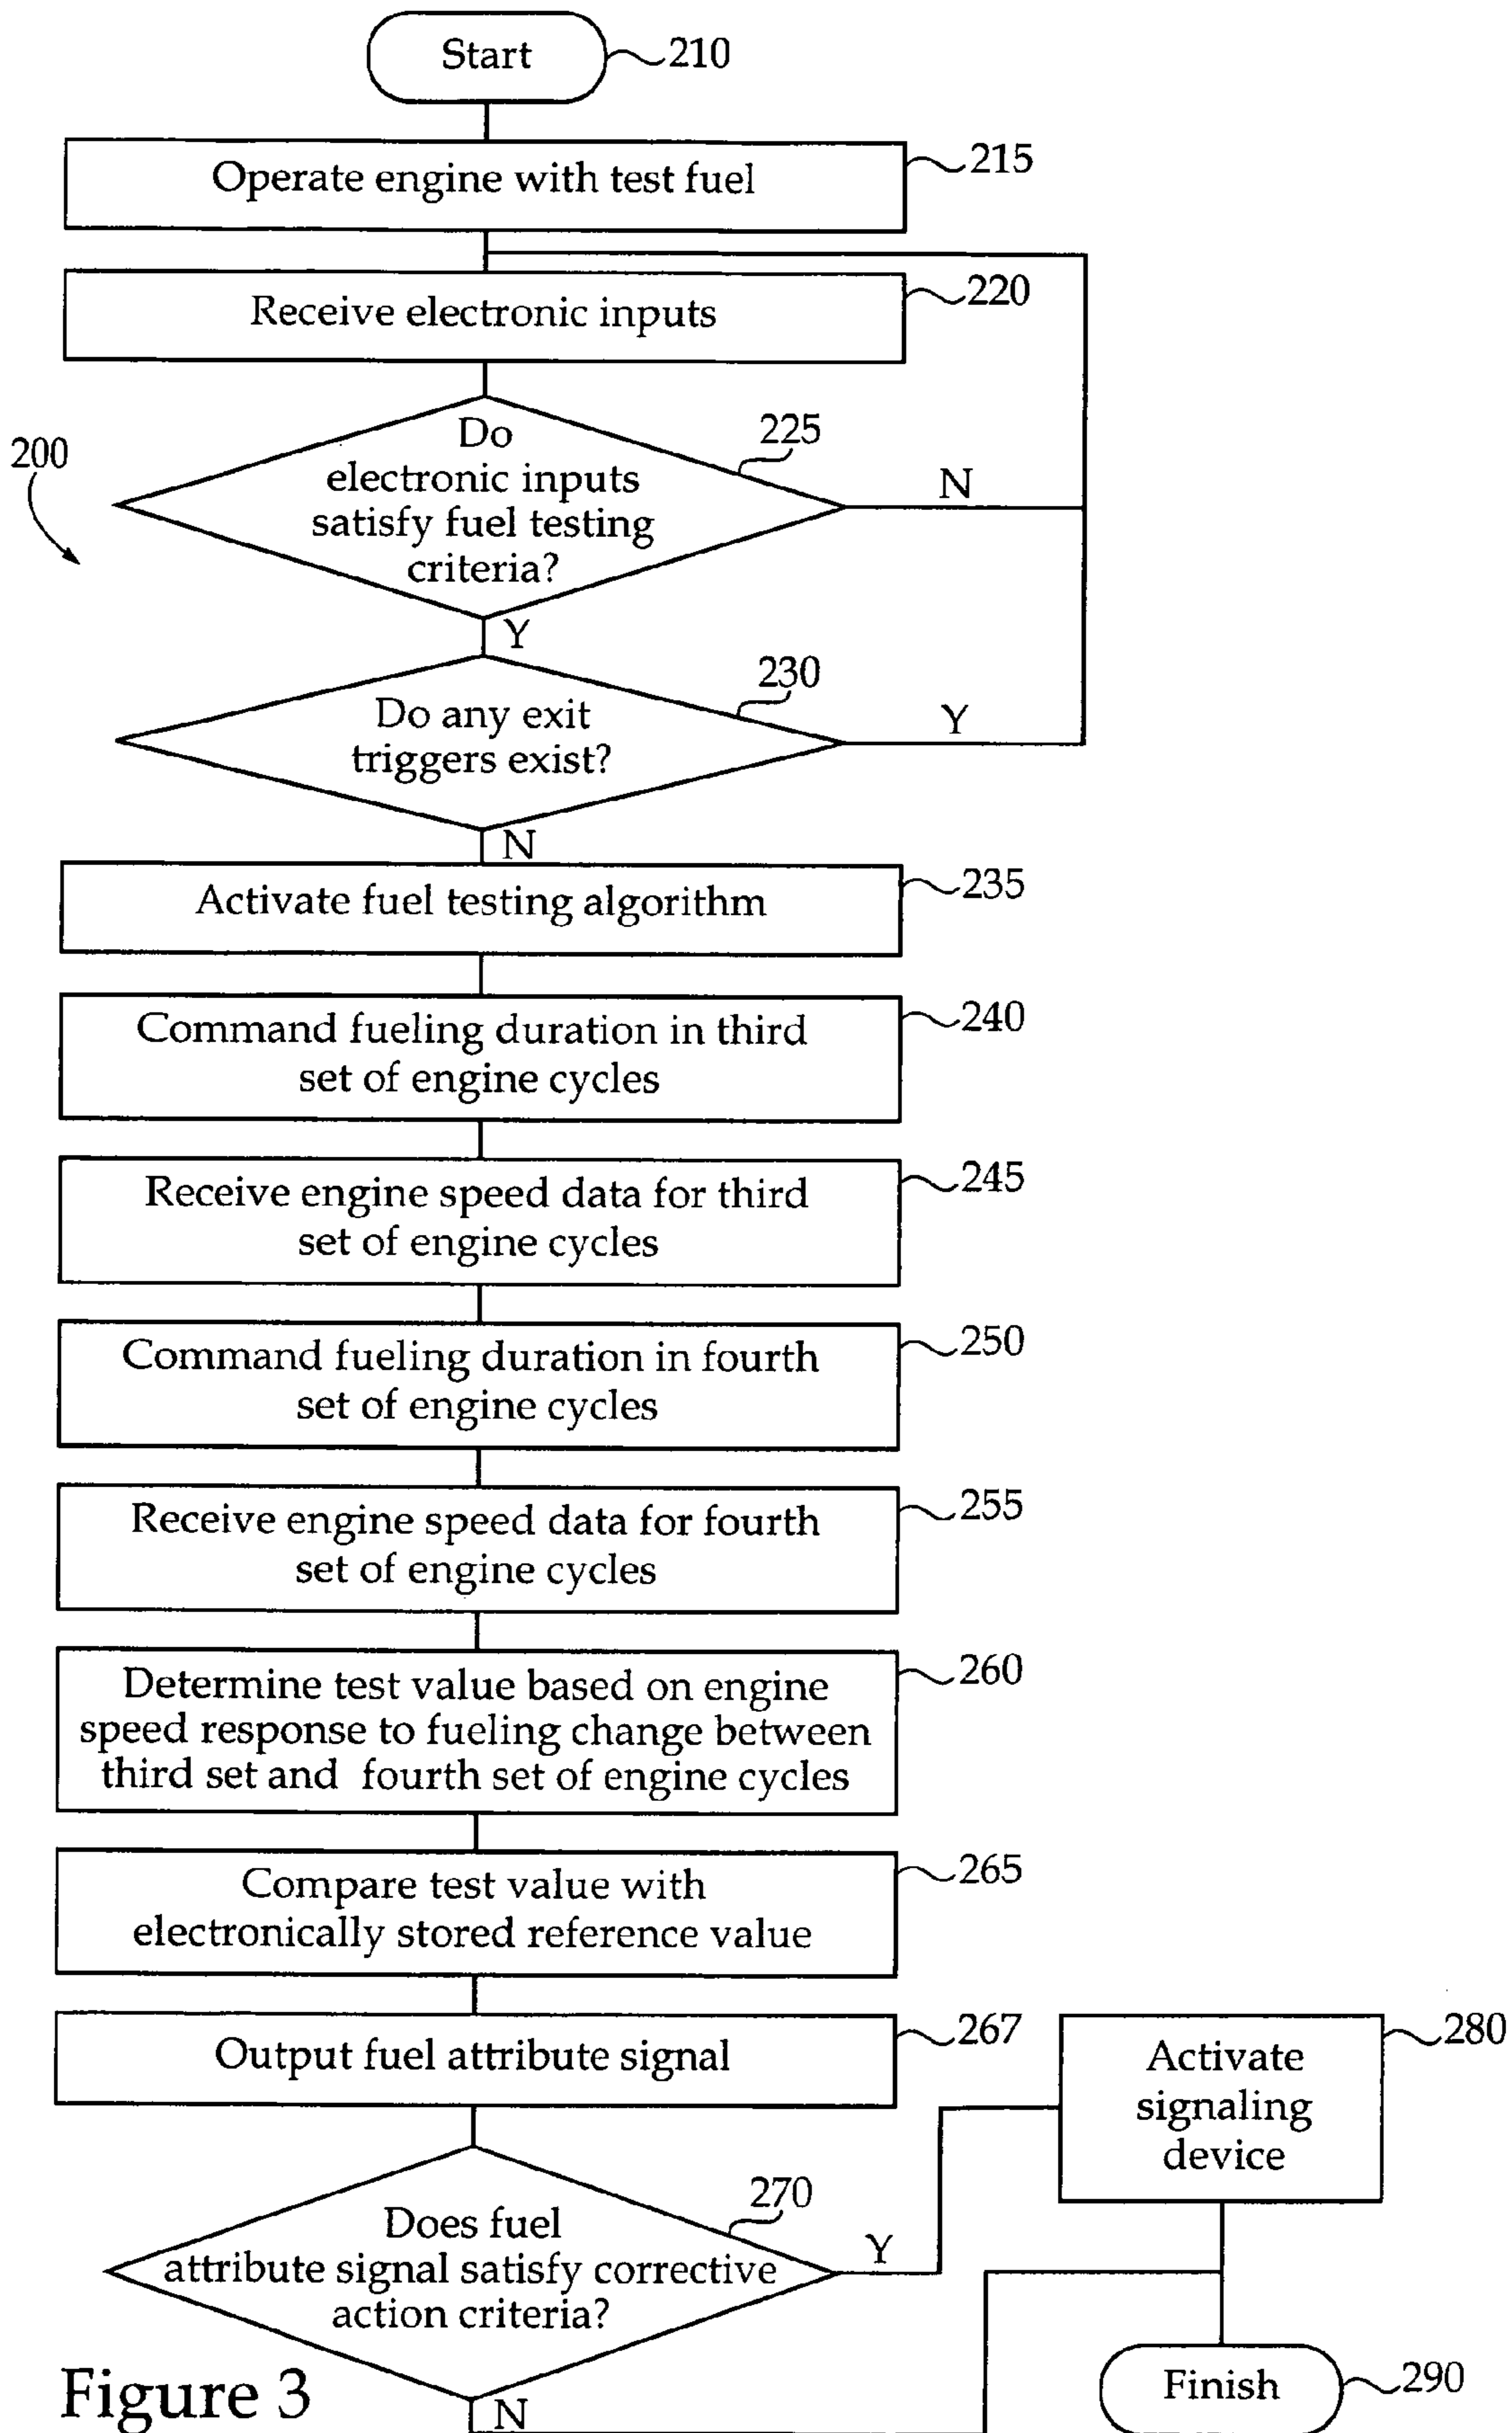 Start
210
Operate engine with test fuel
215
Receive electronic inputs
220
200
Do
electronic inputs
satisfy fuel testing
criteria?
225
N
Y
Do any exit
triggers exist?
230
Y
N
Activate fuel testing algorithm
235
Command fueling duration in third
set of engine cycles
240
Receive engine speed data for third
set of engine cycles
245
Command fueling duration in fourth
set of engine cycles
250
Receive engine speed data for fourth
set of engine cycles
255
Determine test value based on engine
speed response to fueling change between
third set and fourth set of engine cycles
260
Compare test value with
electronically stored reference value
265
Output fuel attribute signal
267
Activate
signaling
device
280
Does fuel
attribute signal satisfy corrective
action criteria?
270
Y
N
Finish
290
Figure 3